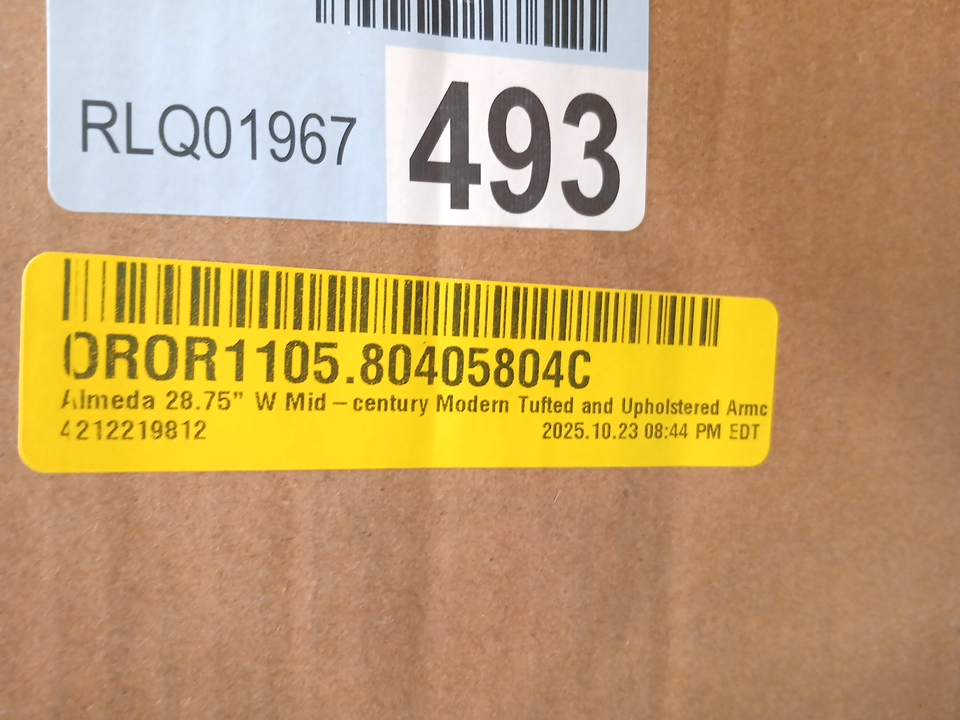 RLQ01967
493
OROR1105.80405804C
Almeda 28.75” W Mid – century Modern Tufted and Upholstered Armc
4212219812
2025.10.23 08:44 PM EDT